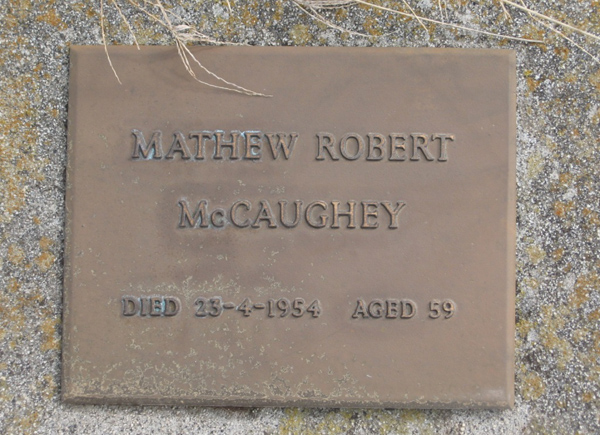 MATHEW ROBERT
McCAUGHEY
DIED 23-4-1954 AGED 59